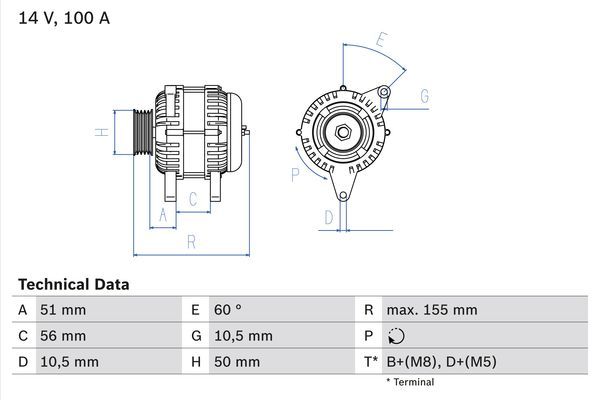 14 V, 100 A
E
G
H
P
C
A
D
R
Technical Data
A 51 mm E 60 ° R max. 155 mm
C 56 mm G 10,5 mm P
D 10,5 mm H 50 mm T* B+(M8), D+(M5)
* Terminal